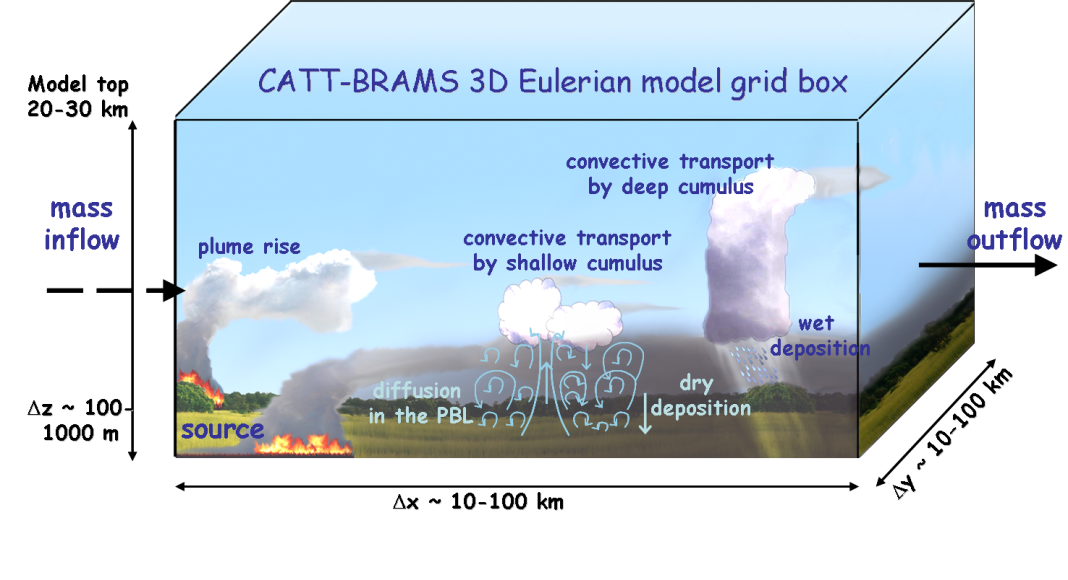 CATT-BRAMS 3D Eulerian model grid box
Model top
20-30 km
convective transport
by deep cumulus
mass
inflow
mass
outflow
plume rise
convective transport
by shallow cumulus
wet
deposition
diffusion
in the PBL
dry
deposition
Δz ~ 100-
1000 m
source
Δy ~ 10-100 km
Δx ~ 10-100 km